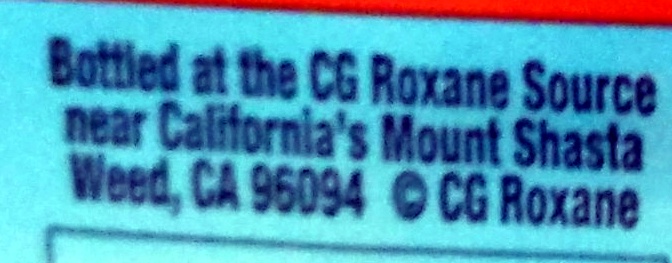 Bottled at the CG Roxane Source
near California's Mount Shasta
Weed, CA 96094 © CG Roxane